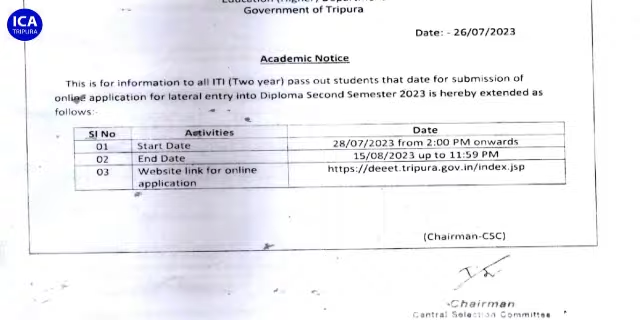 ICA
TRIPURA
Education (Higher) Department
Government of Tripura
Date: - 26/07/2023
Academic Notice
This is for information to all ITI (Two year) pass out students that date for submission of
online application for lateral entry into Diploma Second Semester 2023 is hereby extended as
follows:-
Sl No Activities Date
01 Start Date 28/07/2023 from 2:00 PM onwards
02 End Date 15/08/2023 up to 11:59 PM
03 Website link for online https://deeet.tripura.gov.in/index.jsp
application
(Chairman-CSC)
Chairman
Central Selection Committee